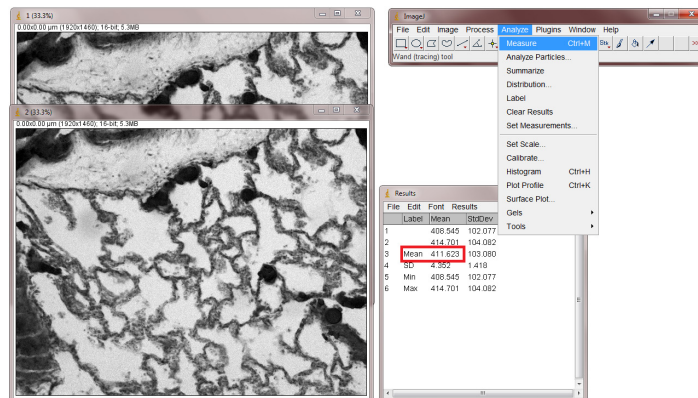 1 (33.3%)
0.00x0.00 µm (1920x1460); 16-bit; 5.3MB
2 (33.3%)
0.00x0.00 µm (1920x1460); 16-bit; 5.3MB
ImageJ
File Edit Image Process Analyze Plugins Window Help
Stk >>
Wand (tracing) tool
Measure Ctrl+M
Analyze Particles...
Summarize
Distribution...
Label
Clear Results
Set Measurements...
Set Scale...
Calibrate...
Histogram Ctrl+H
Plot Profile Ctrl+K
Surface Plot...
Gels
Tools
Results
File Edit Font Results
Label Mean StdDev
1 408.545 102.077
2 414.701 104.082
3 Mean 411.623 103.080
4 SD 4.352 1.418
5 Min 408.545 102.077
6 Max 414.701 104.082